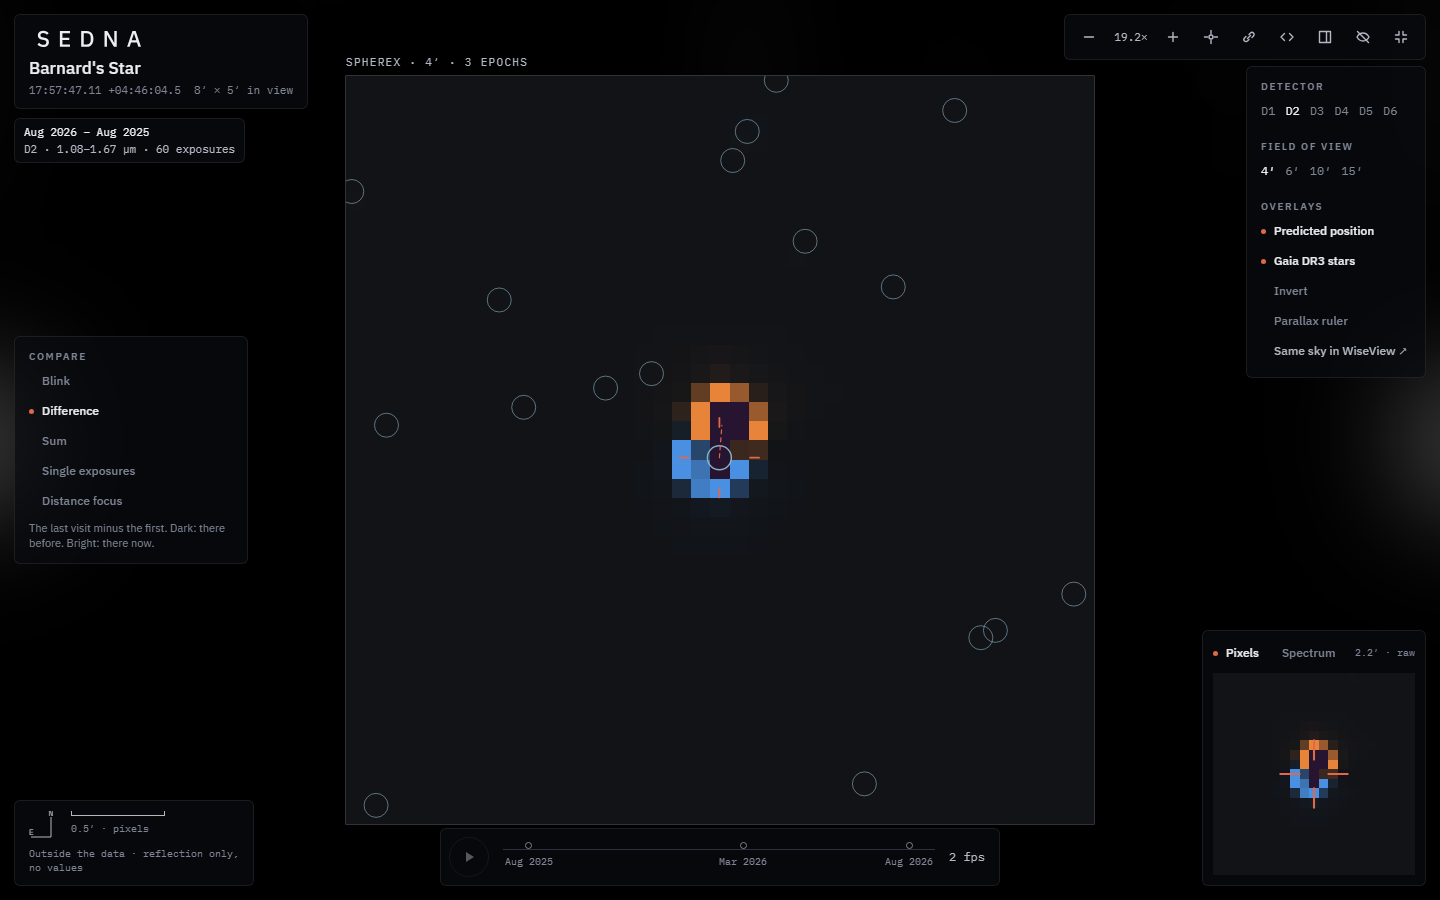 SEDNA
Barnard's Star
17:57:47.11 +04:46:04.5 8′ × 5′ in view
Aug 2026 − Aug 2025
D2 · 1.08–1.67 µm · 60 exposures
SPHEREX · 4′ · 3 EPOCHS
19.2×
DETECTOR
D1 D2 D3 D4 D5 D6
FIELD OF VIEW
4′ 6′ 10′ 15′
OVERLAYS
Predicted position
Gaia DR3 stars
Invert
Parallax ruler
Same sky in WiseView ↗
COMPARE
Blink
Difference
Sum
Single exposures
Distance focus
The last visit minus the first. Dark: there
before. Bright: there now.
Pixels Spectrum 2.2′ · raw
N
E
0.5′ · pixels
Outside the data · reflection only,
no values
Aug 2025 Mar 2026 Aug 2026
2 fps